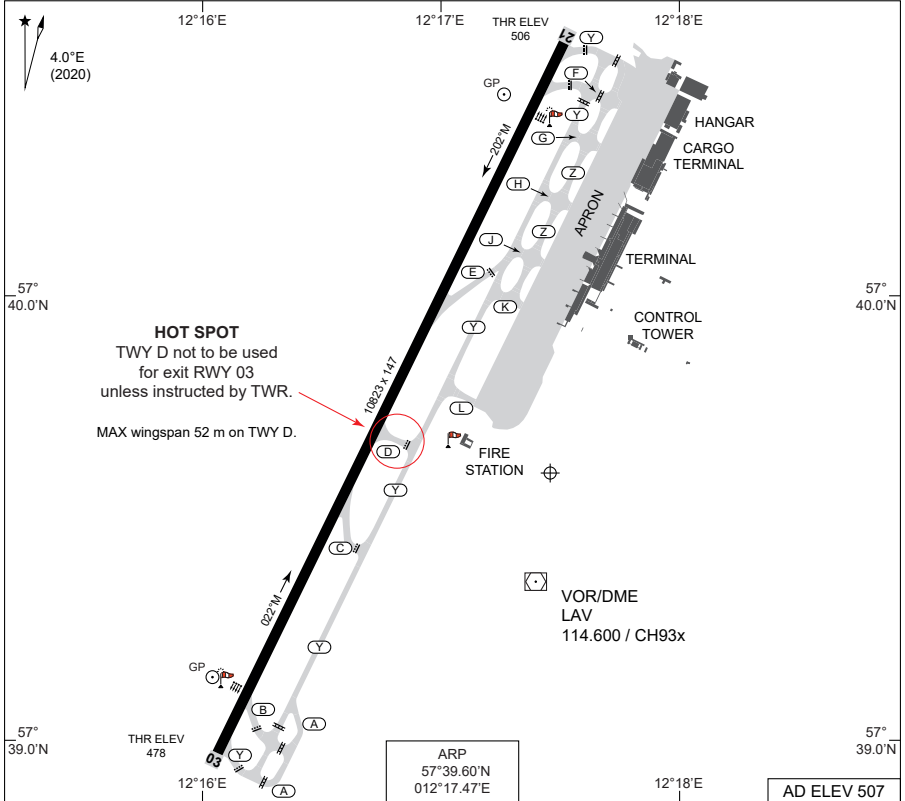 12°16'E
12°17'E
12°18'E
4.0°E
(2020)
THR ELEV
506
21
Y
F
GP
Y
HANGAR
G
CARGO
TERMINAL
202°M
Z
H
APRON
Z
J
TERMINAL
E
57°
40.0'N
57°
40.0'N
K
Y
CONTROL
TOWER
HOT SPOT
TWY D not to be used
for exit RWY 03
unless instructed by TWR.
10823 x 147
L
MAX wingspan 52 m on TWY D.
D
FIRE
STATION
Y
C
VOR/DME
LAV
114.600 / CH93x
022°M
Y
GP
B
A
57°
39.0'N
57°
39.0'N
THR ELEV
478
03
Y
12°16'E
A
ARP
57°39.60'N
012°17.47'E
12°18'E
AD ELEV 507